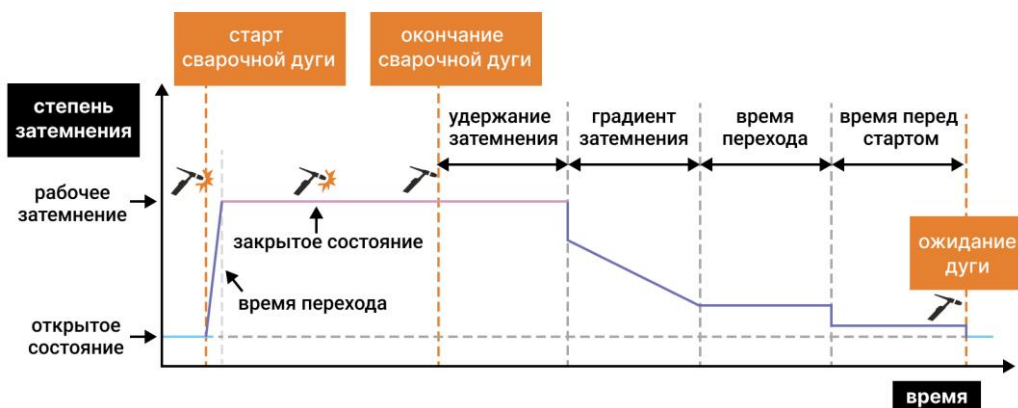 старт
сварочной дуги
окончание
сварочной дуги
степень
затемнения
удержание
затемнения
градиент
затемнения
время
перехода
время перед
стартом
рабочее
затемнение
закрытое состояние
ожидание
дуги
время перехода
открытое
состояние
время